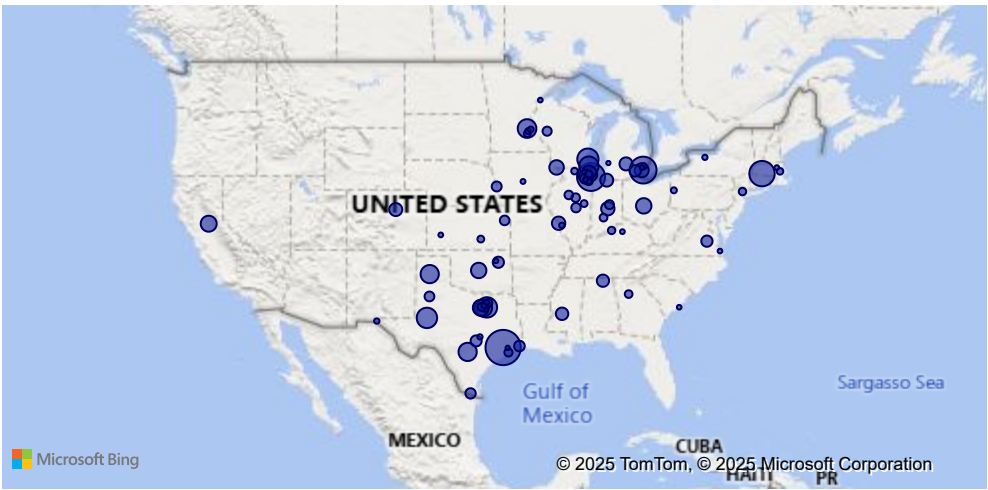 UNITED STATES
Gulf of
Mexico
Sargasso Sea
MEXICO
CUBA
Microsoft Bing
© 2025 TomTom, © 2025 Microsoft Corporation
HAITI
PR